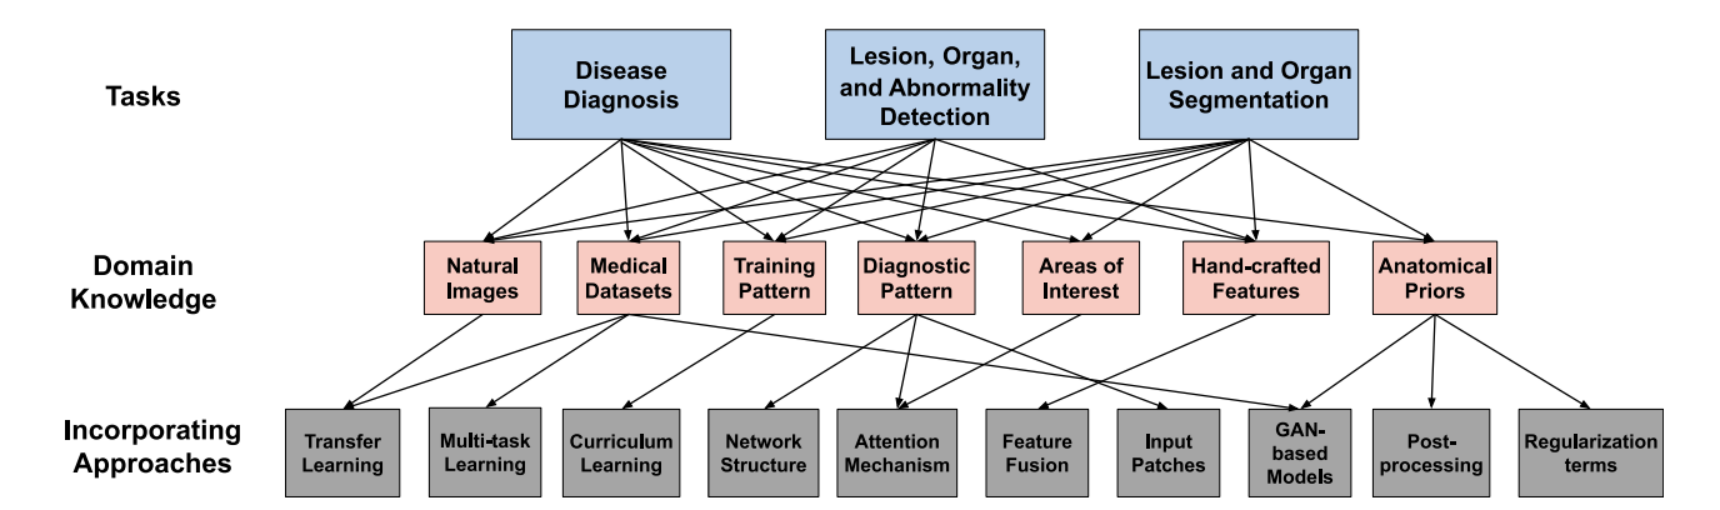 Tasks
Disease
Diagnosis
Lesion, Organ,
and Abnormality
Detection
Lesion and Organ
Segmentation
Domain
Knowledge
Natural
Images
Medical
Datasets
Training
Pattern
Diagnostic
Pattern
Areas of
Interest
Hand-crafted
Features
Anatomical
Priors
Incorporating
Approaches
Transfer
Learning
Multi-task
Learning
Curriculum
Learning
Network
Structure
Attention
Mechanism
Feature
Fusion
Input
Patches
GAN-
based
Models
Post-
processing
Regularization
terms